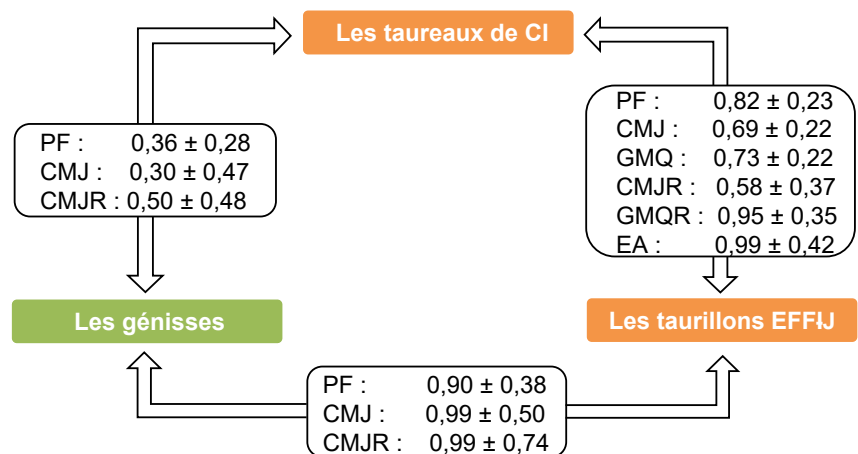 Les taureaux de CI
PF : 0,36 ± 0,28
CMJ : 0,30 ± 0,47
CMJR : 0,50 ± 0,48
PF : 0,82 ± 0,23
CMJ : 0,69 ± 0,22
GMQ : 0,73 ± 0,22
CMJR : 0,58 ± 0,37
GMQR : 0,95 ± 0,35
EA : 0,99 ± 0,42
Les génisses
Les taurillons EFFIJ
PF : 0,90 ± 0,38
CMJ : 0,99 ± 0,50
CMJR : 0,99 ± 0,74